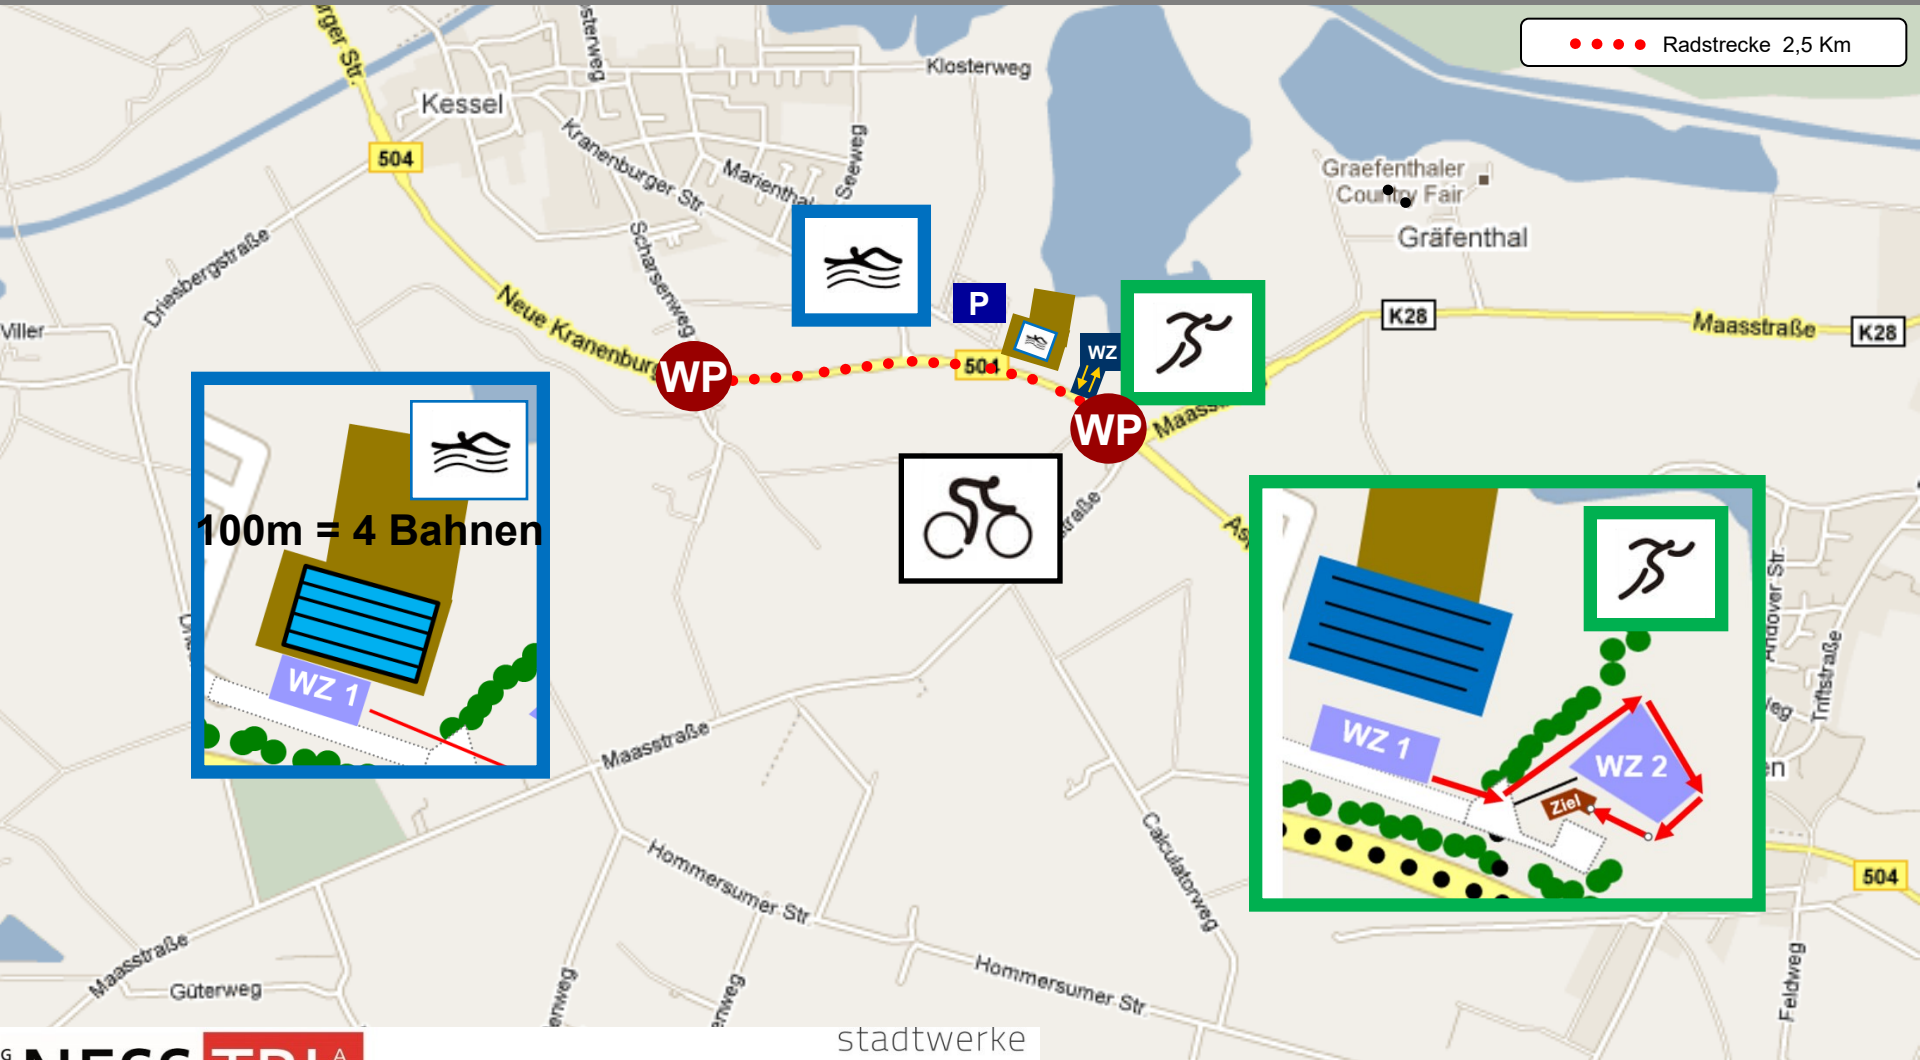 Radstrecke 2,5 Km
Klosterweg
Kessel
504
Kranenburger Str.
Seeweg
Graefenthaler
Country Fair
Gräfenthal
Driesbergstraße
Scharsenweg
Viller
Neue Kranenburg
P
WZ
K28
Maasstraße
K28
504
WP
WP
100m = 4 Bahnen
WZ 1
WZ 1
WZ 2
Ziel
Andover Str.
Triftstraße
Maasstraße
504
Calculatorweg
Hommersumer Str
Maasstraße
Güterweg
Hommersumer Str
Feldweg
stadtwerke
NESS TRI A